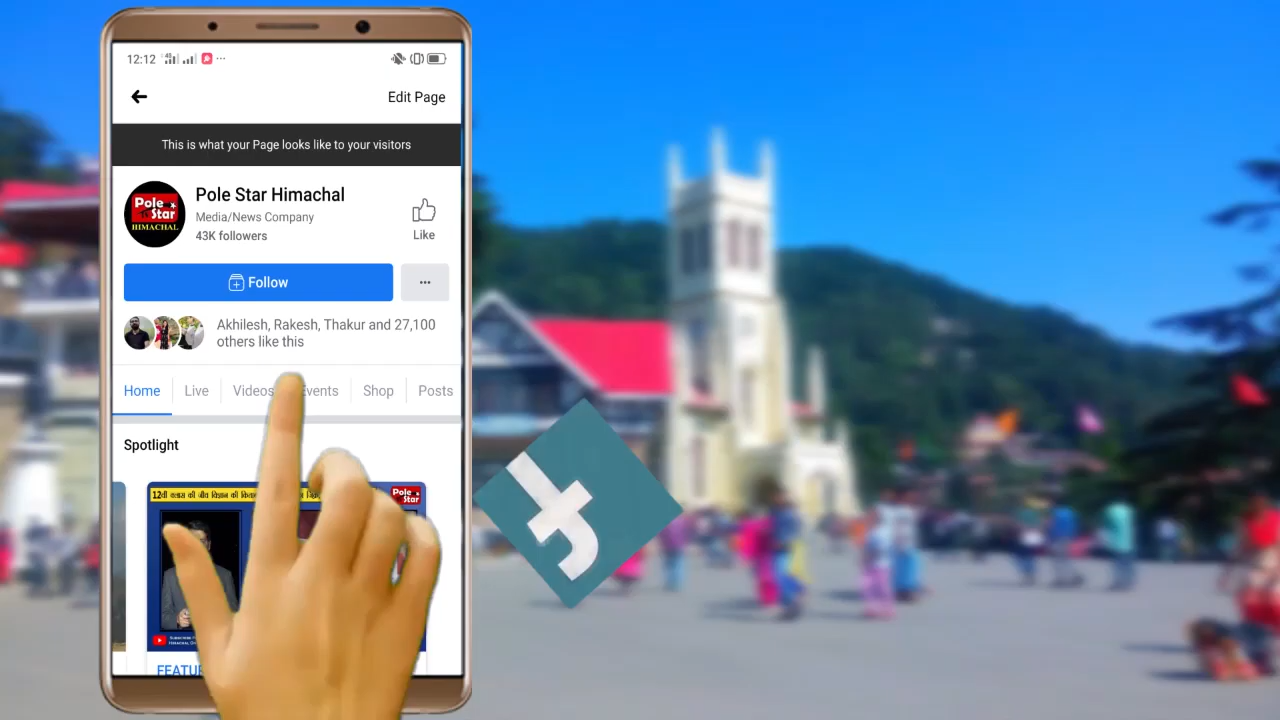 12:12
Edit Page
This is what your Page looks like to your visitors
Pole Star HIMACHAL
Pole Star Himachal
Media/News Company
43K followers
Like
Follow
Akhilesh, Rakesh, Thakur and 27,100
others like this
Home
Live
Videos
Events
Shop
Posts
Spotlight
12वी क्लास की जीव विज्ञान की
Pole Star